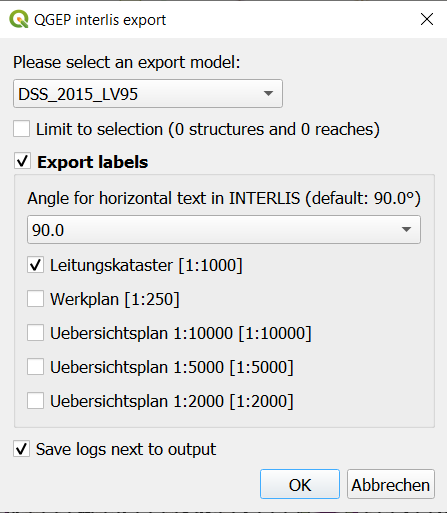 QGEP interlis export
Please select an export model:
DSS_2015_LV95
Limit to selection (0 structures and 0 reaches)
Export labels
Angle for horizontal text in INTERLIS (default: 90.0°)
90.0
Leitungskataster [1:1000]
Werkplan [1:250]
Uebersichtsplan 1:10000 [1:10000]
Uebersichtsplan 1:5000 [1:5000]
Uebersichtsplan 1:2000 [1:2000]
Save logs next to output
OK Abbrechen